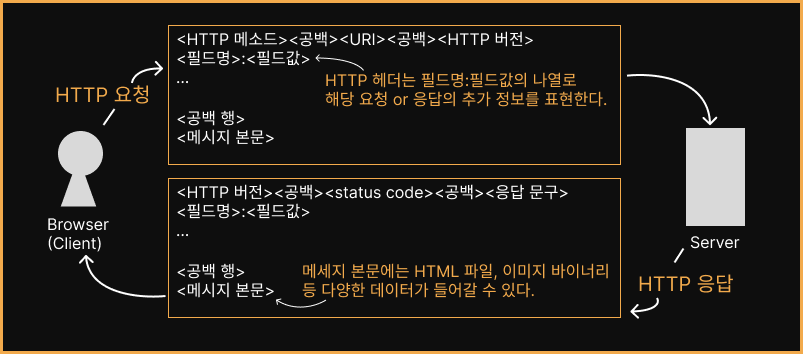 <HTTP 메소드><공백><URI><공백><HTTP 버전>
<필드명>:<필드값>
...
HTTP 헤더는 필드명:필드값의 나열로
해당 요청 or 응답의 추가 정보를 표현한다.
<공백 행>
<메시지 본문>
HTTP 요청
Browser
(Client)
Server
<HTTP 버전><공백><status code><공백><응답 문구>
<필드명>:<필드값>
...
<공백 행>
<메시지 본문>
메세지 본문에는 HTML 파일, 이미지 바이너리
등 다양한 데이터가 들어갈 수 있다.
HTTP 응답